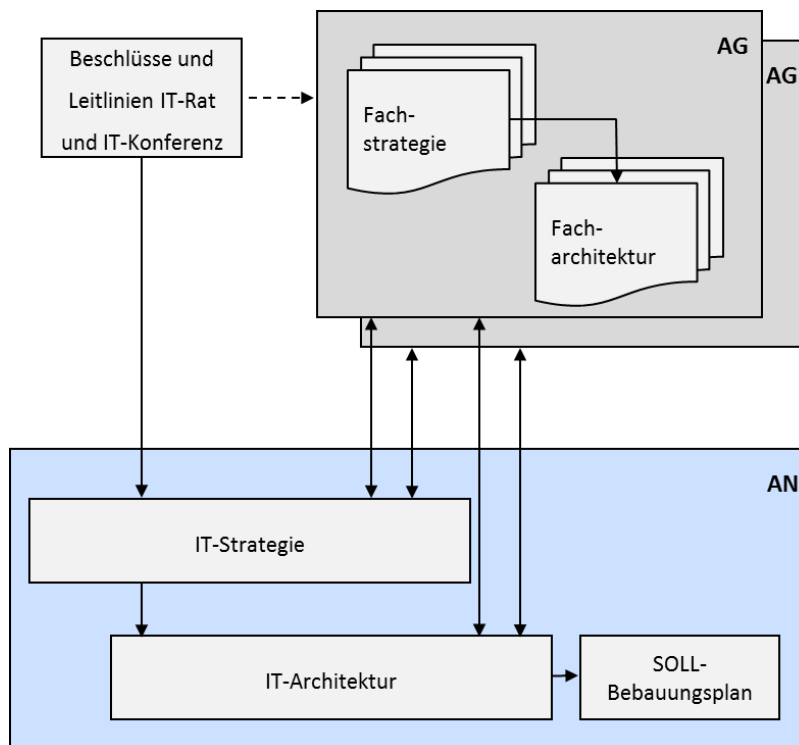 Beschlüsse und
Leitlinien IT-Rat
und IT-Konferenz
AG
AG
Fach-
strategie
Fach-
architektur
AN
IT-Strategie
IT-Architektur
SOLL-
Bebauungsplan